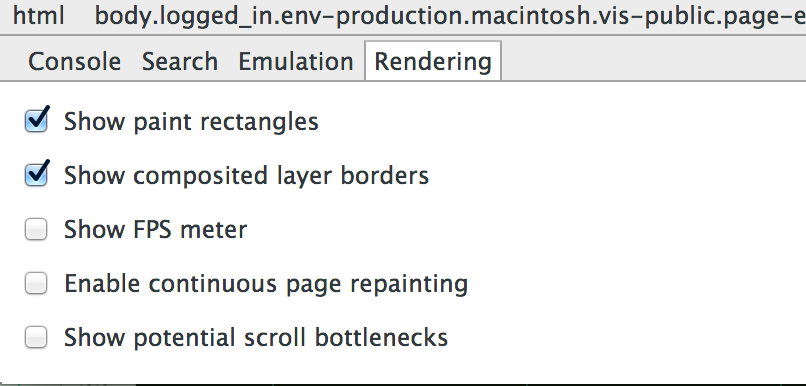 html body.logged_in.env-production.macintosh.vis-public.page-e
Console Search Emulation Rendering
Show paint rectangles
Show composited layer borders
Show FPS meter
Enable continuous page repainting
Show potential scroll bottlenecks